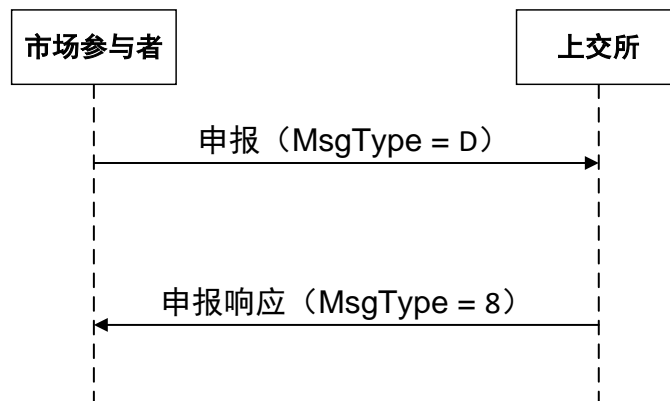 市场参与者
上交所
申报（MsgType = D）
申报响应（MsgType = 8）